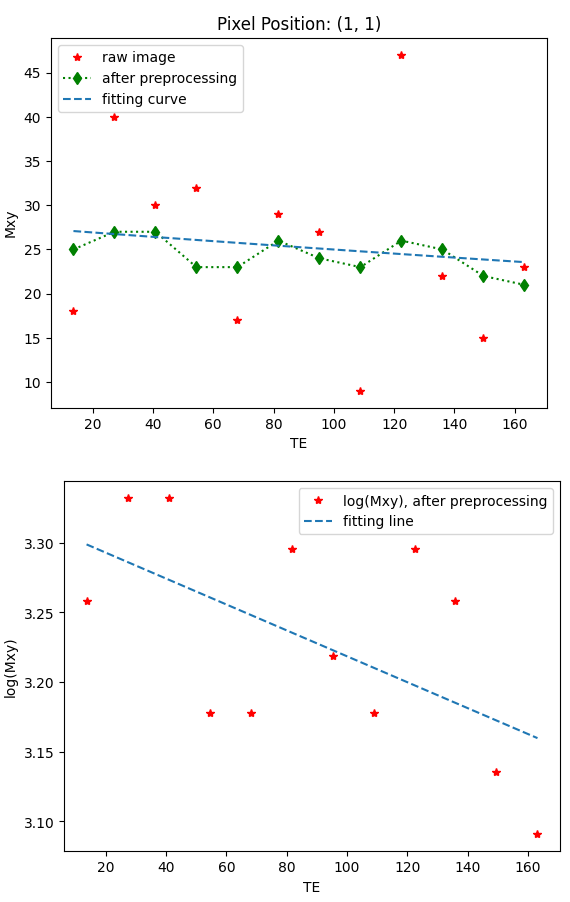 Pixel Position: (1, 1)
raw image
after preprocessing
fitting curve
45
40
35
30
25
20
15
10
Mxy
20 40 60 80 100 120 140 160
TE
log(Mxy), after preprocessing
fitting line
3.30
3.25
3.20
3.15
3.10
log(Mxy)
20 40 60 80 100 120 140 160
TE